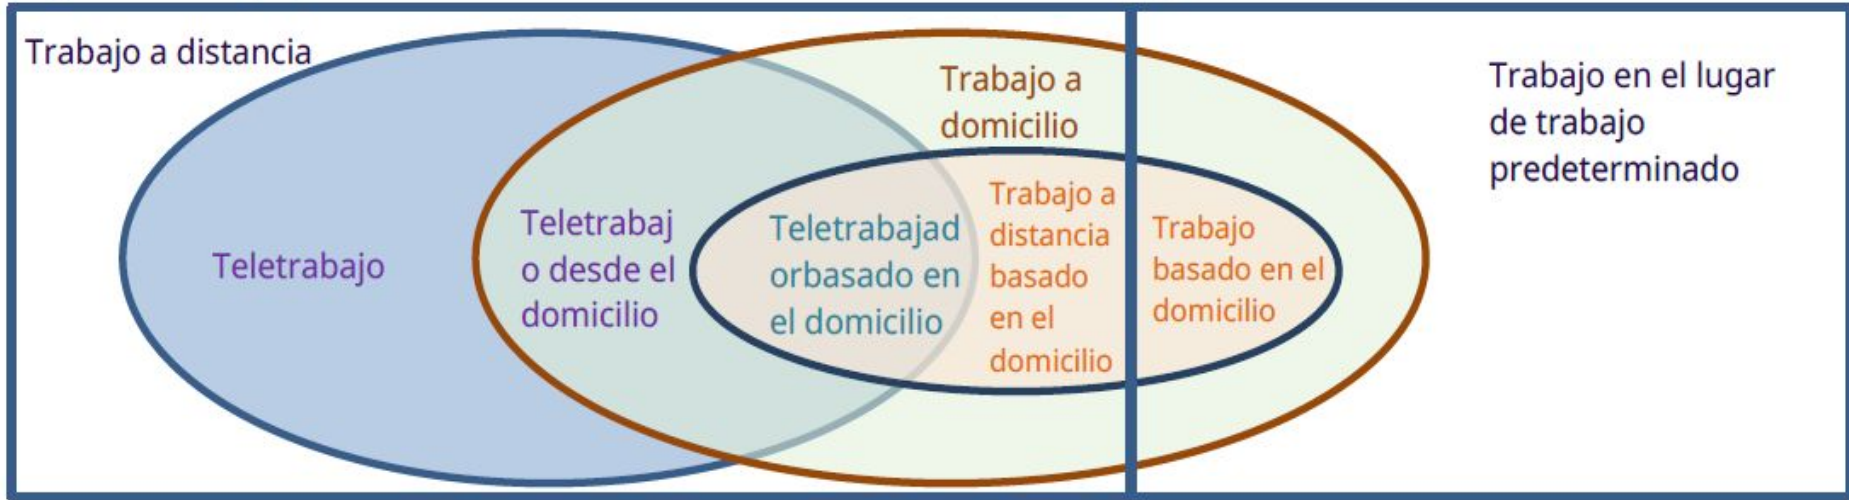 Trabajo a distancia
Teletrabajo
Teletrabaj
o desde el
domicilio
Trabajo a
domicilio
Teletrabajad
orbasado en
el domicilio
Trabajo a
distancia
basado
en el
domicilio
Trabajo
basado en el
domicilio
Trabajo en el lugar
de trabajo
predeterminado